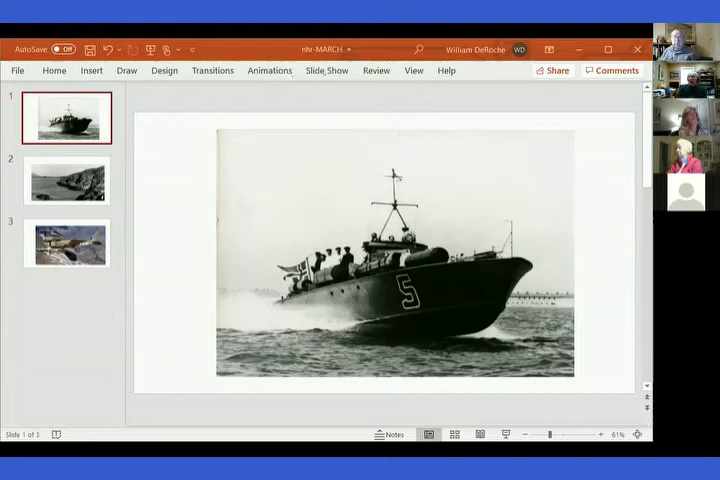 AutoSave Off nhr-MARCH William DeRoche WD
File Home Insert Draw Design Transitions Animations Slide Show Review View Help Share Comments
1
2
3
5
Slide 1 of 3 Notes 61%